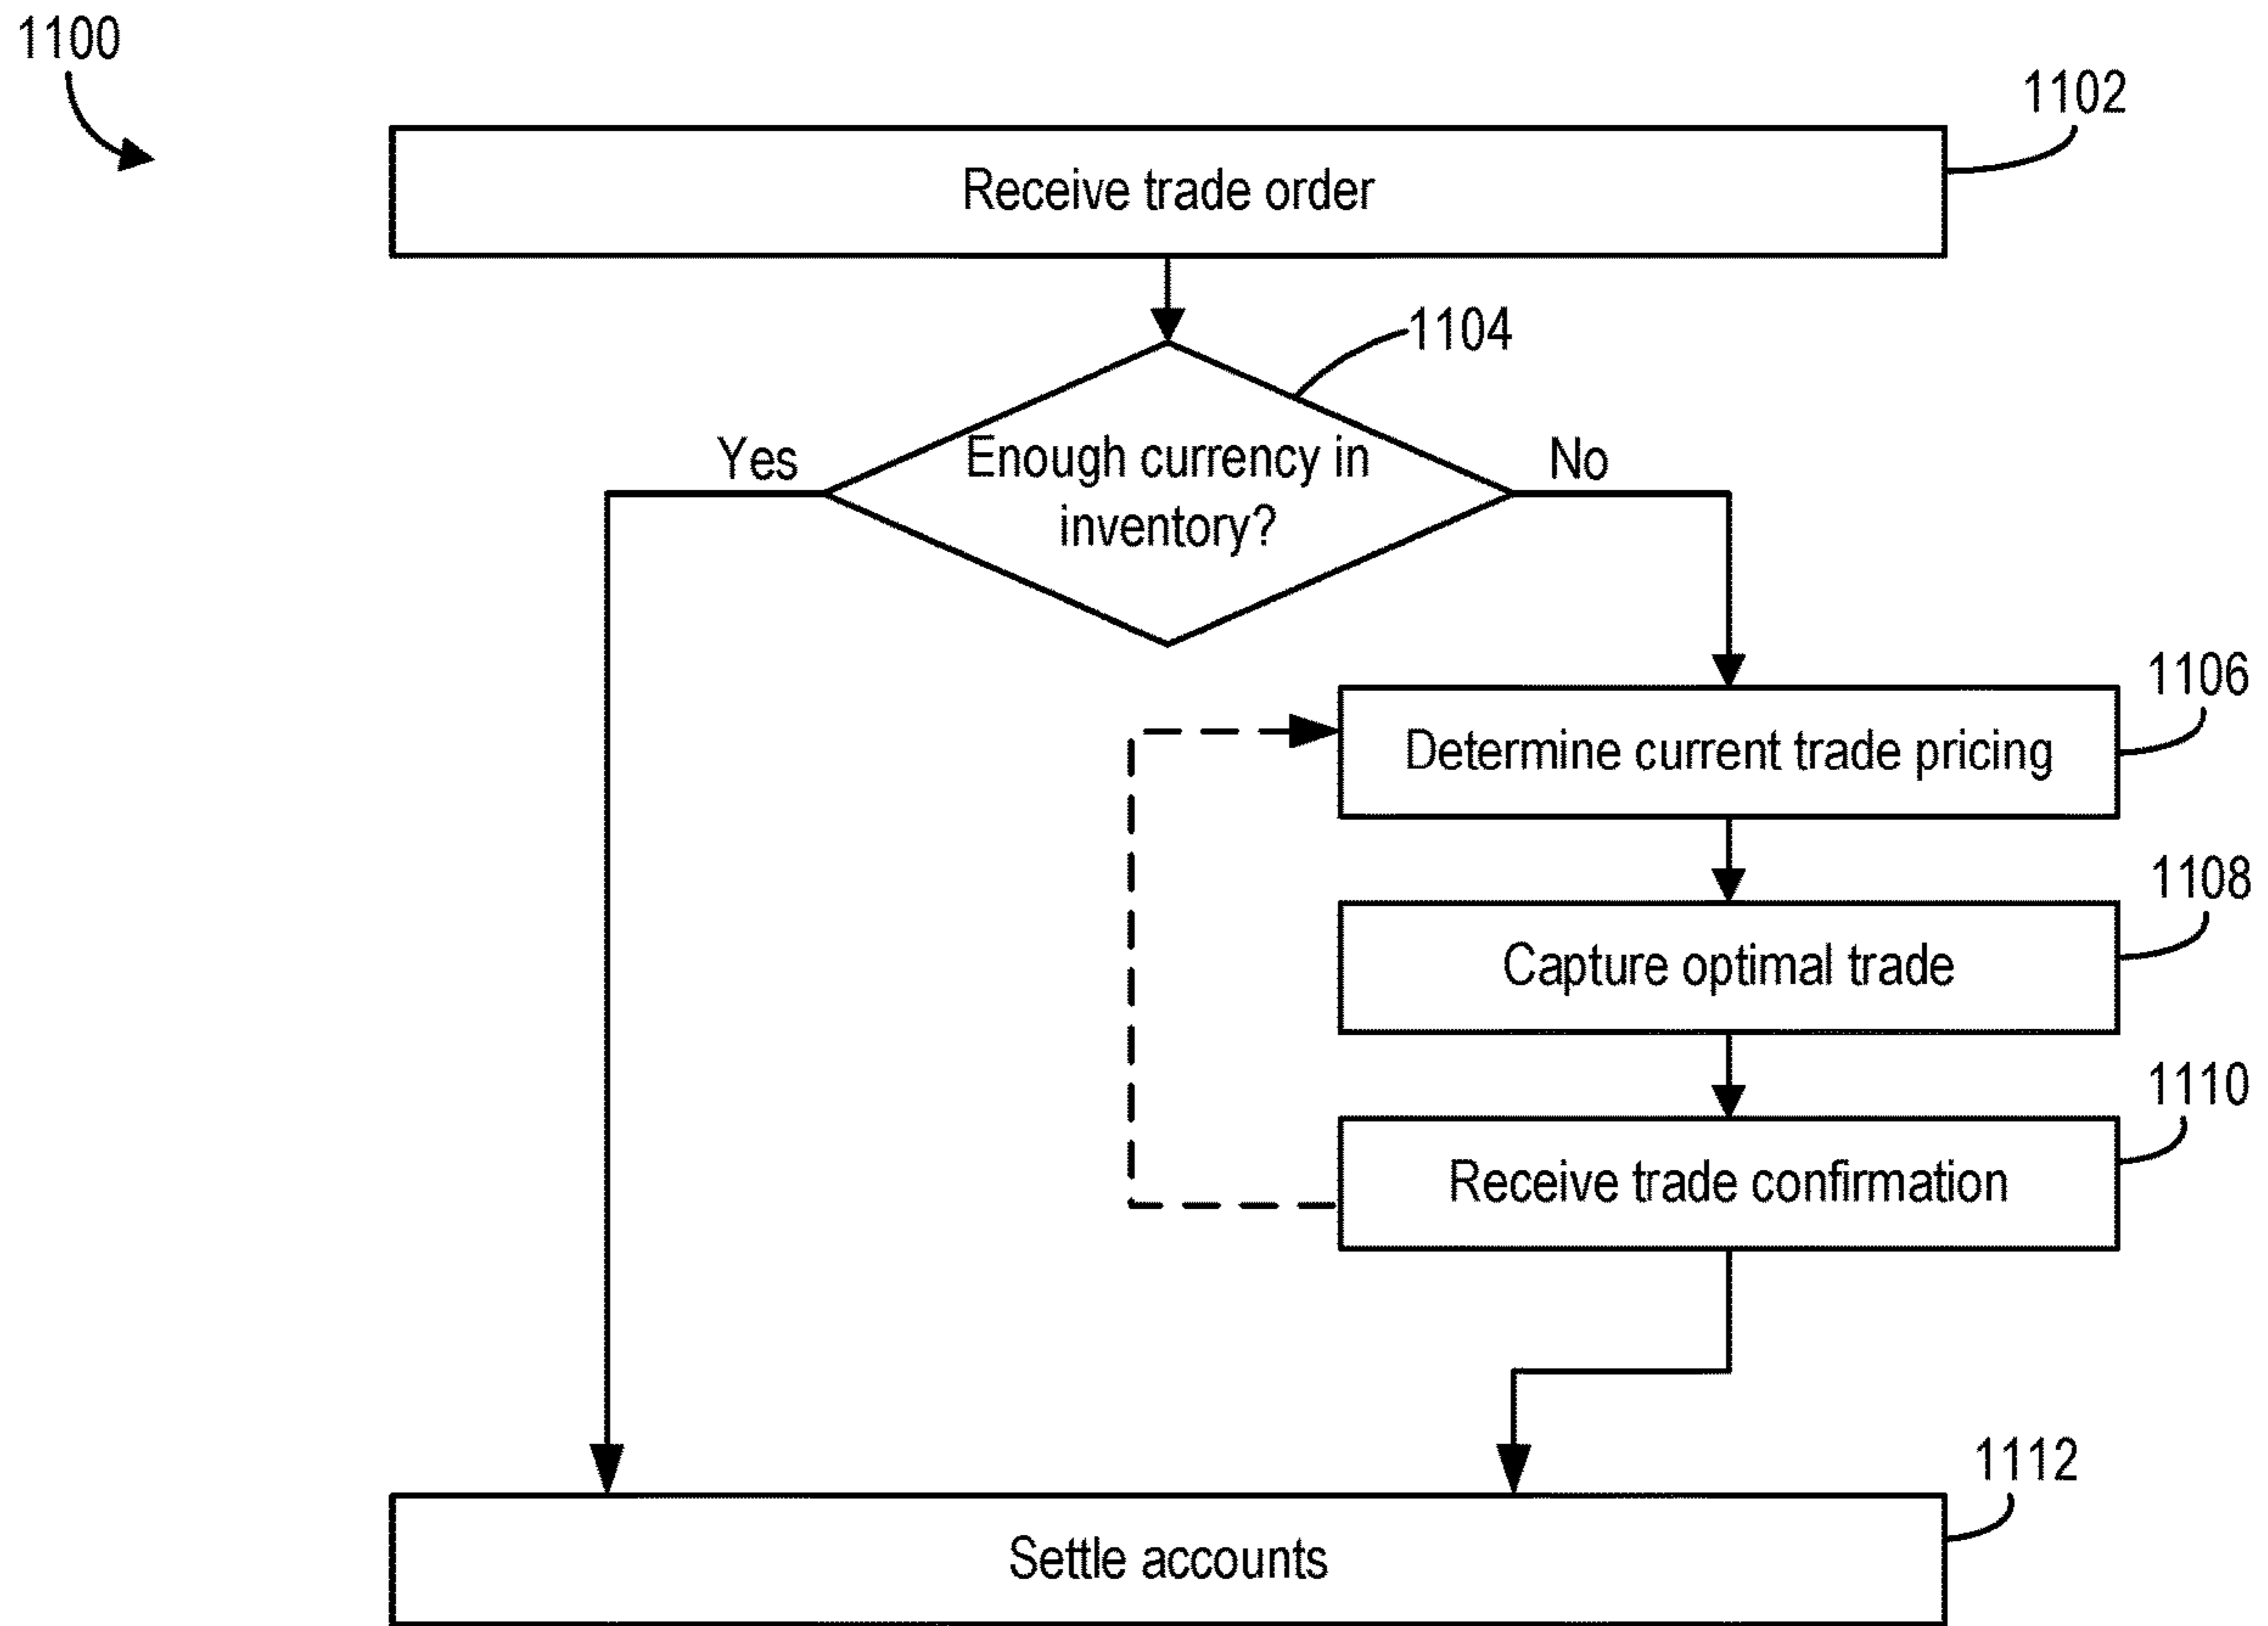 1100
1102
Receive trade order
1104
Yes
Enough currency in
inventory?
No
1106
Determine current trade pricing
1108
Capture optimal trade
1110
Receive trade confirmation
1112
Settle accounts